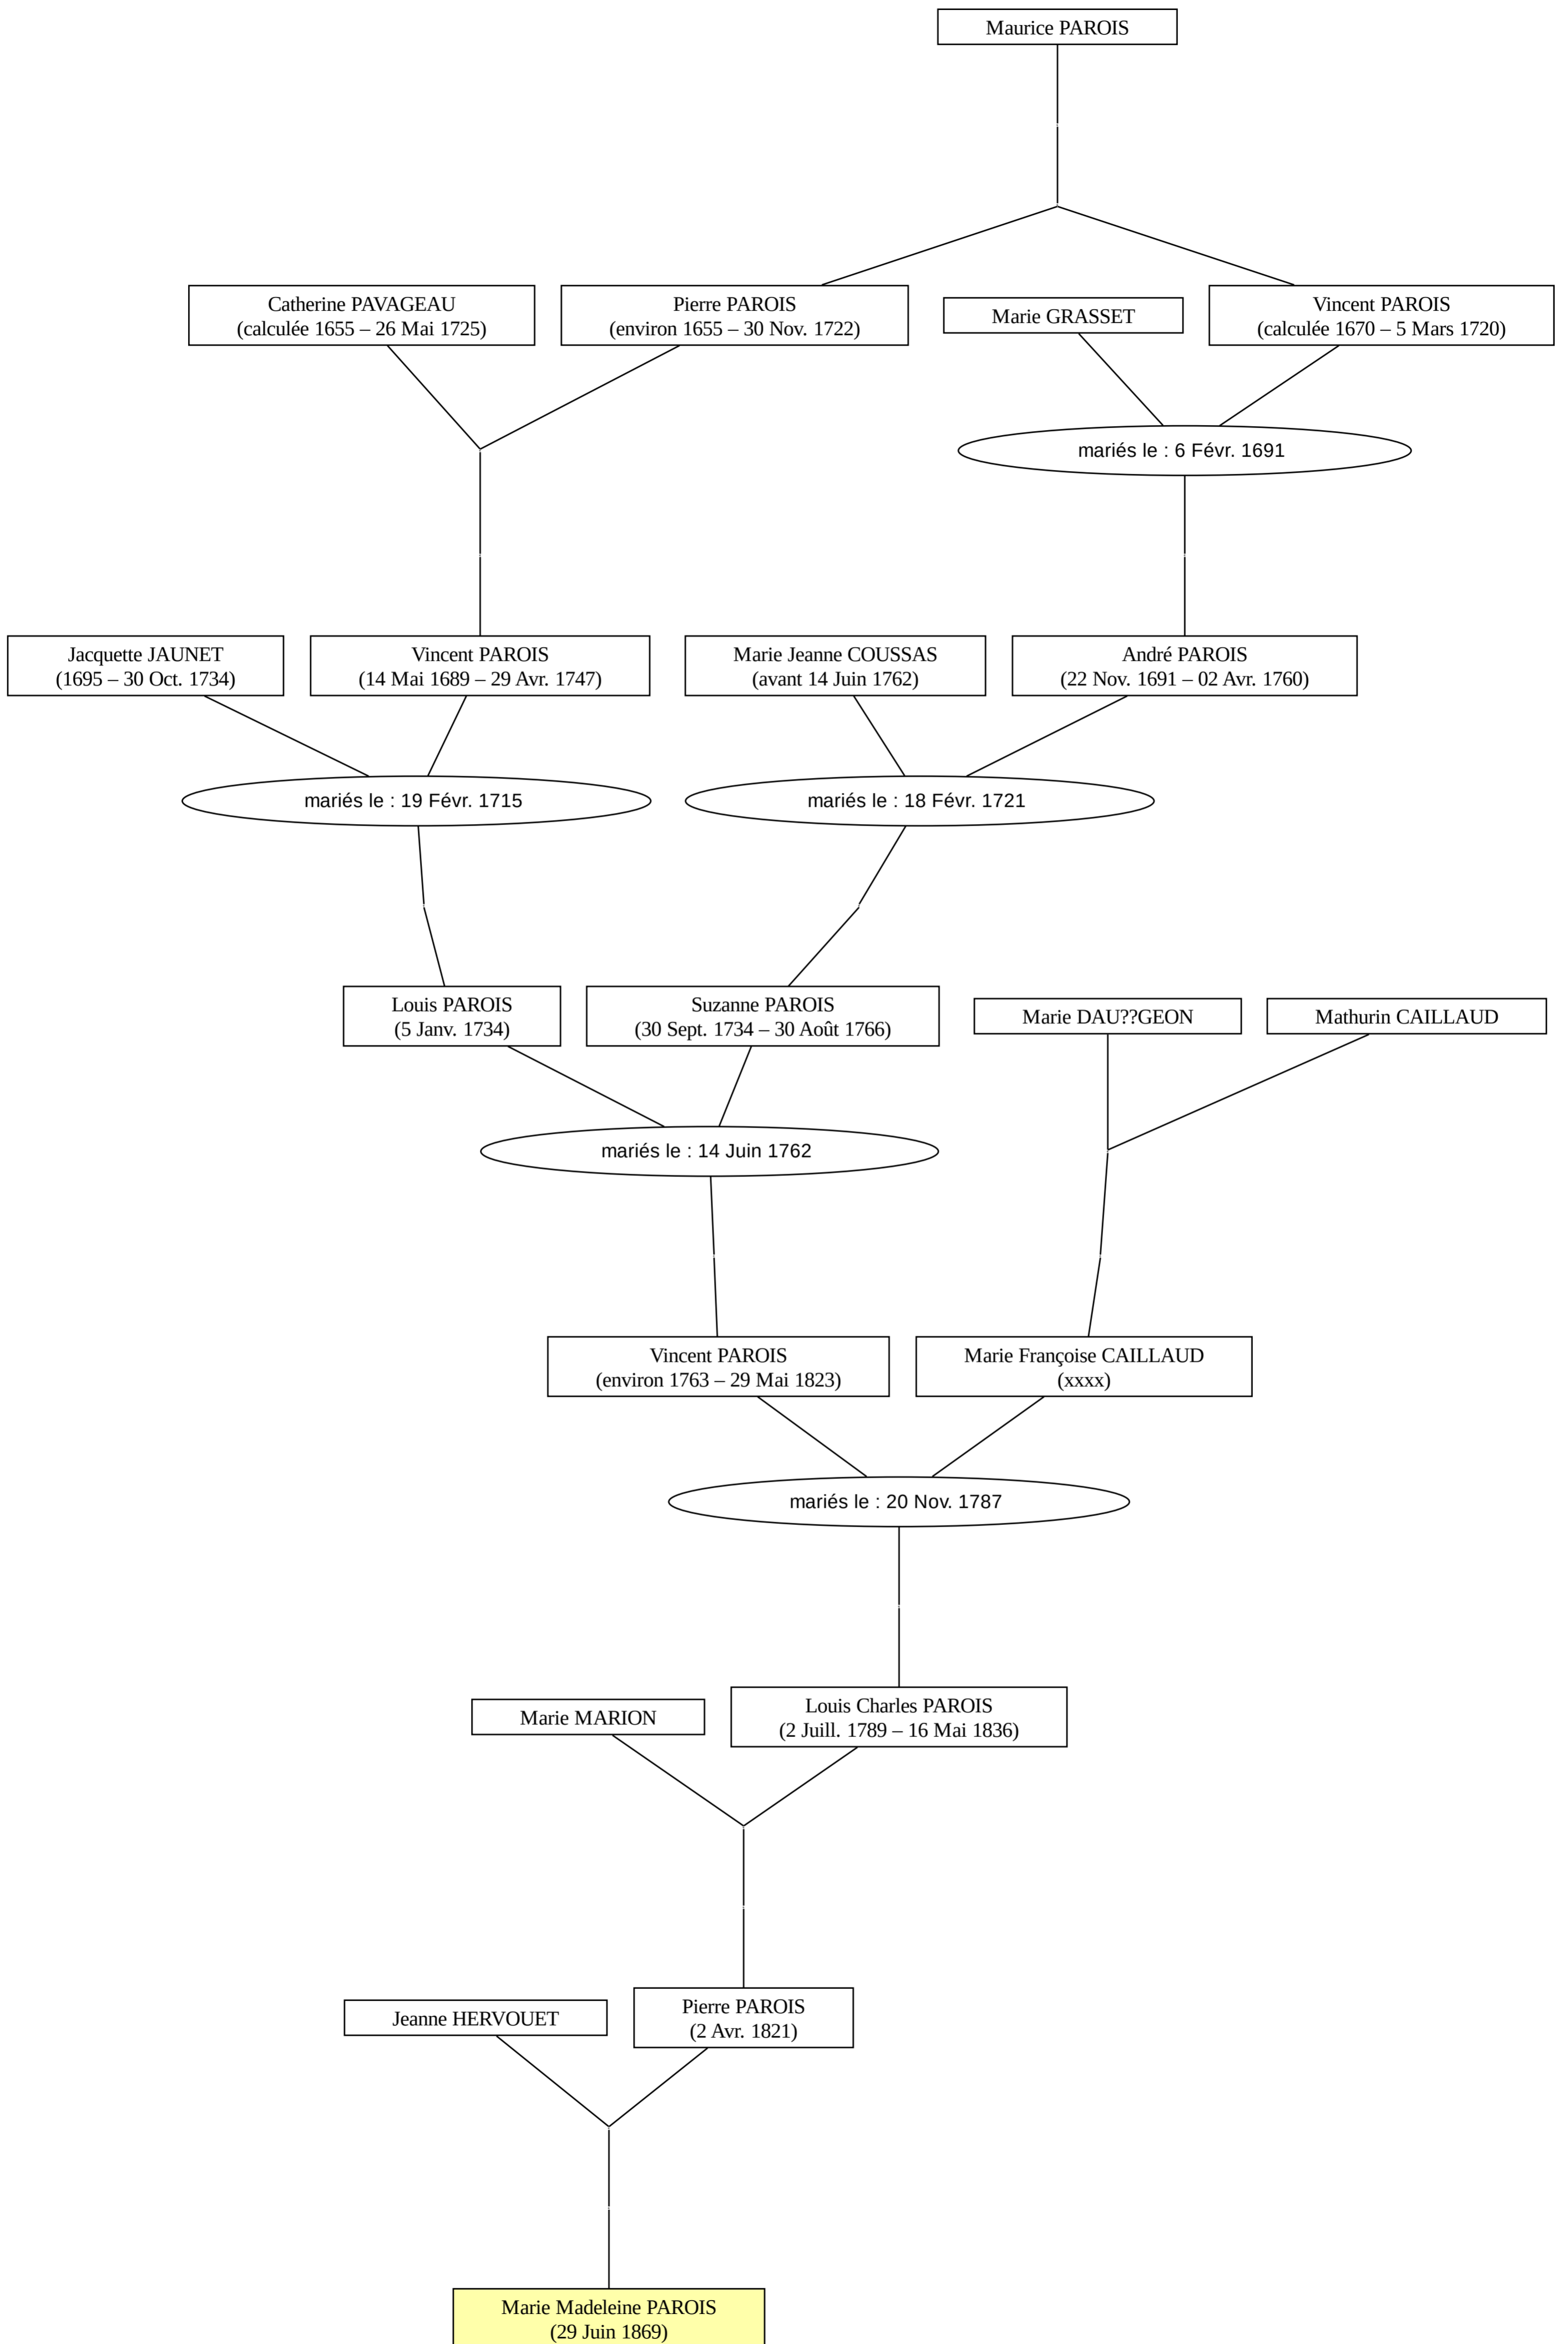 Maurice PAROIS
Catherine PAVAGEAU
(calculée 1655 – 26 Mai 1725)
Pierre PAROIS
(environ 1655 – 30 Nov. 1722)
Marie GRASSET
Vincent PAROIS
(calculée 1670 – 5 Mars 1720)
mariés le : 6 Févr. 1691
Jacquette JAUNET
(1695 – 30 Oct. 1734)
Vincent PAROIS
(14 Mai 1689 – 29 Avr. 1747)
Marie Jeanne COUSSAS
(avant 14 Juin 1762)
André PAROIS
(22 Nov. 1691 – 02 Avr. 1760)
mariés le : 19 Févr. 1715
mariés le : 18 Févr. 1721
Louis PAROIS
(5 Janv. 1734)
Suzanne PAROIS
(30 Sept. 1734 – 30 Août 1766)
Marie DAU??GEON
Mathurin CAILLAUD
mariés le : 14 Juin 1762
Vincent PAROIS
(environ 1763 – 29 Mai 1823)
Marie Françoise CAILLAUD
(xxxx)
mariés le : 20 Nov. 1787
Marie MARION
Louis Charles PAROIS
(2 Juill. 1789 – 16 Mai 1836)
Jeanne HERVOUET
Pierre PAROIS
(2 Avr. 1821)
Marie Madeleine PAROIS
(29 Juin 1869)